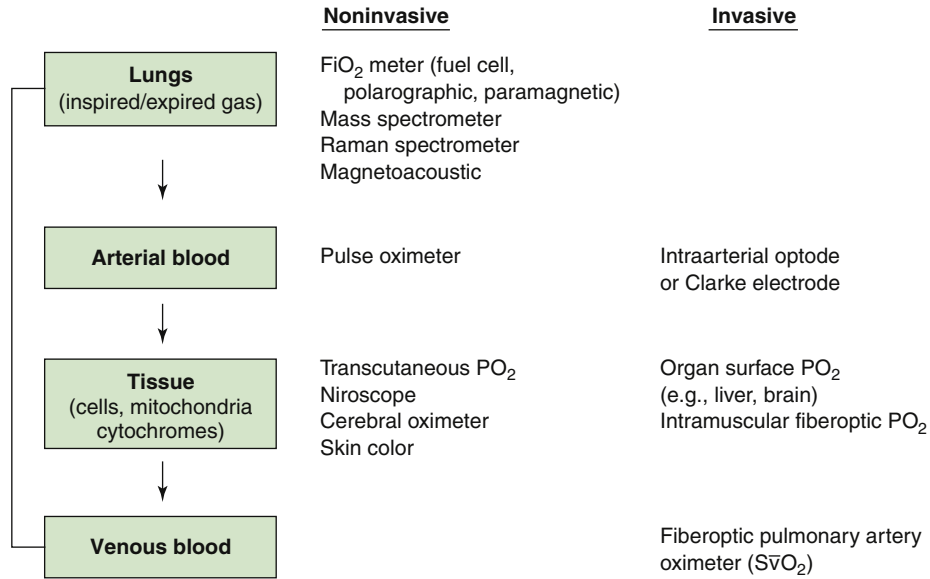 Noninvasive
Invasive
Lungs
(inspired/expired gas)
FiO₂ meter (fuel cell,
polarographic, paramagnetic)
Mass spectrometer
Raman spectrometer
Magnetoacoustic
Arterial blood
Pulse oximeter
Intraarterial optode
or Clarke electrode
Tissue
(cells, mitochondria
cytochromes)
Transcutaneous PO₂
Niroscope
Cerebral oximeter
Skin color
Organ surface PO₂
(e.g., liver, brain)
Intramuscular fiberoptic PO₂
Venous blood
Fiberoptic pulmonary artery
oximeter (Sv̅O₂)